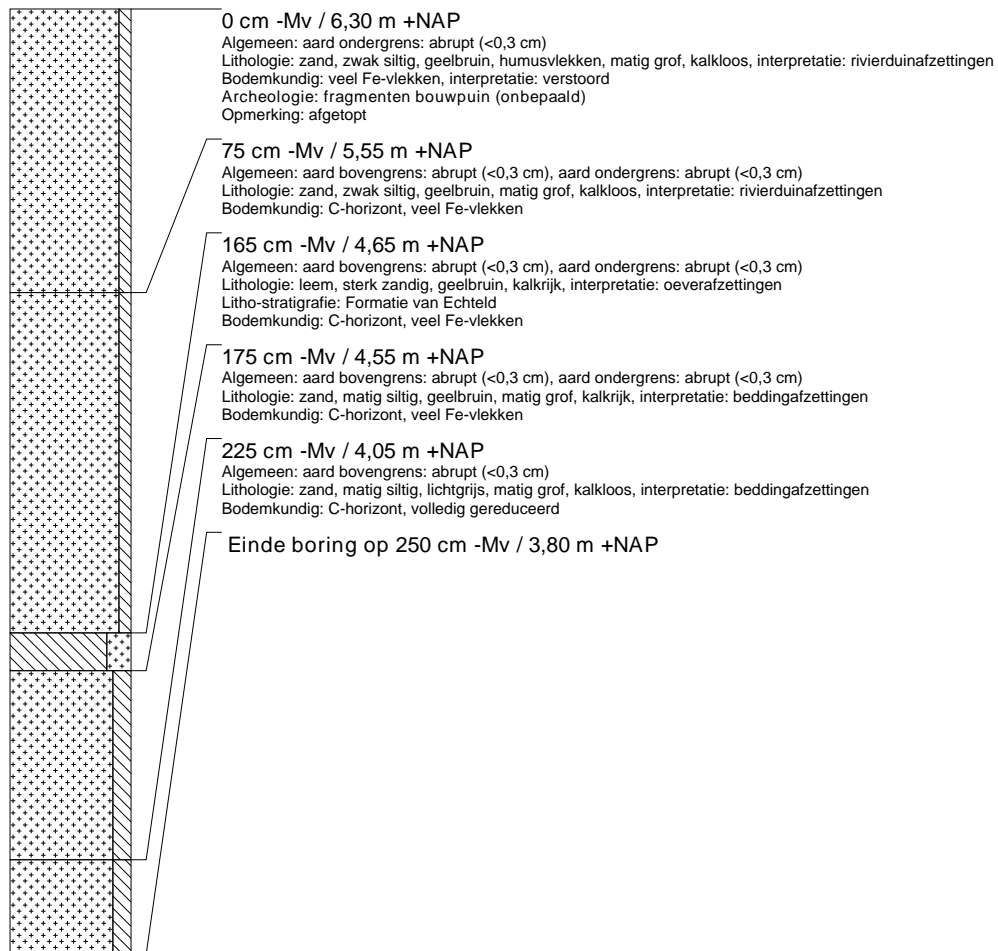 0 cm -Mv / 6,30 m +NAP
Algemeen: aard ondergrens: abrupt (<0,3 cm)
Lithologie: zand, zwak siltig, geelbruin, humusvlekken, matig grof, kalkloos, interpretatie: rivierduinafzettingen
Bodemkundig: veel Fe-vlekken, interpretatie: verstoord
Archeologie: fragmenten bouwpuin (onbepaald)
Opmerking: afgetopt
75 cm -Mv / 5,55 m +NAP
Algemeen: aard bovengrens: abrupt (<0,3 cm), aard ondergrens: abrupt (<0,3 cm)
Lithologie: zand, zwak siltig, geelbruin, matig grof, kalkloos, interpretatie: rivierduinafzettingen
Bodemkundig: C-horizont, veel Fe-vlekken
165 cm -Mv / 4,65 m +NAP
Algemeen: aard bovengrens: abrupt (<0,3 cm), aard ondergrens: abrupt (<0,3 cm)
Lithologie: leem, sterk zandig, geelbruin, kalkrijk, interpretatie: oeverafzettingen
Litho-stratigrafie: Formatie van Echteld
Bodemkundig: C-horizont, veel Fe-vlekken
175 cm -Mv / 4,55 m +NAP
Algemeen: aard bovengrens: abrupt (<0,3 cm), aard ondergrens: abrupt (<0,3 cm)
Lithologie: zand, matig siltig, geelbruin, matig grof, kalkrijk, interpretatie: beddingafzettingen
Bodemkundig: C-horizont, veel Fe-vlekken
225 cm -Mv / 4,05 m +NAP
Algemeen: aard bovengrens: abrupt (<0,3 cm)
Lithologie: zand, matig siltig, lichtgrijs, matig grof, kalkloos, interpretatie: beddingafzettingen
Bodemkundig: C-horizont, volledig gereduceerd
Einde boring op 250 cm -Mv / 3,80 m +NAP